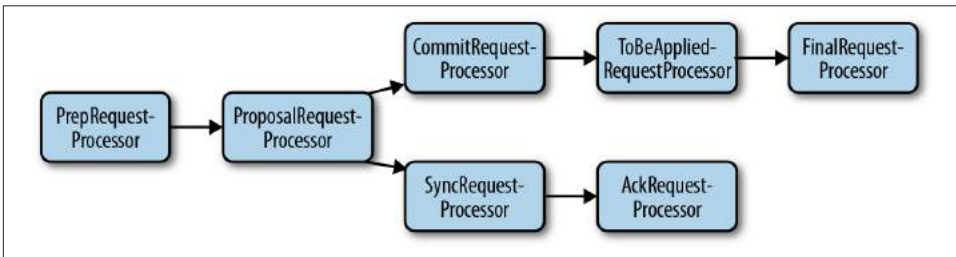 CommitRequest-
Processor
ToBeApplied-
RequestProcessor
FinalRequest-
Processor
PrepRequest-
Processor
ProposalRequest-
Processor
SyncRequest-
Processor
AckRequest-
Processor